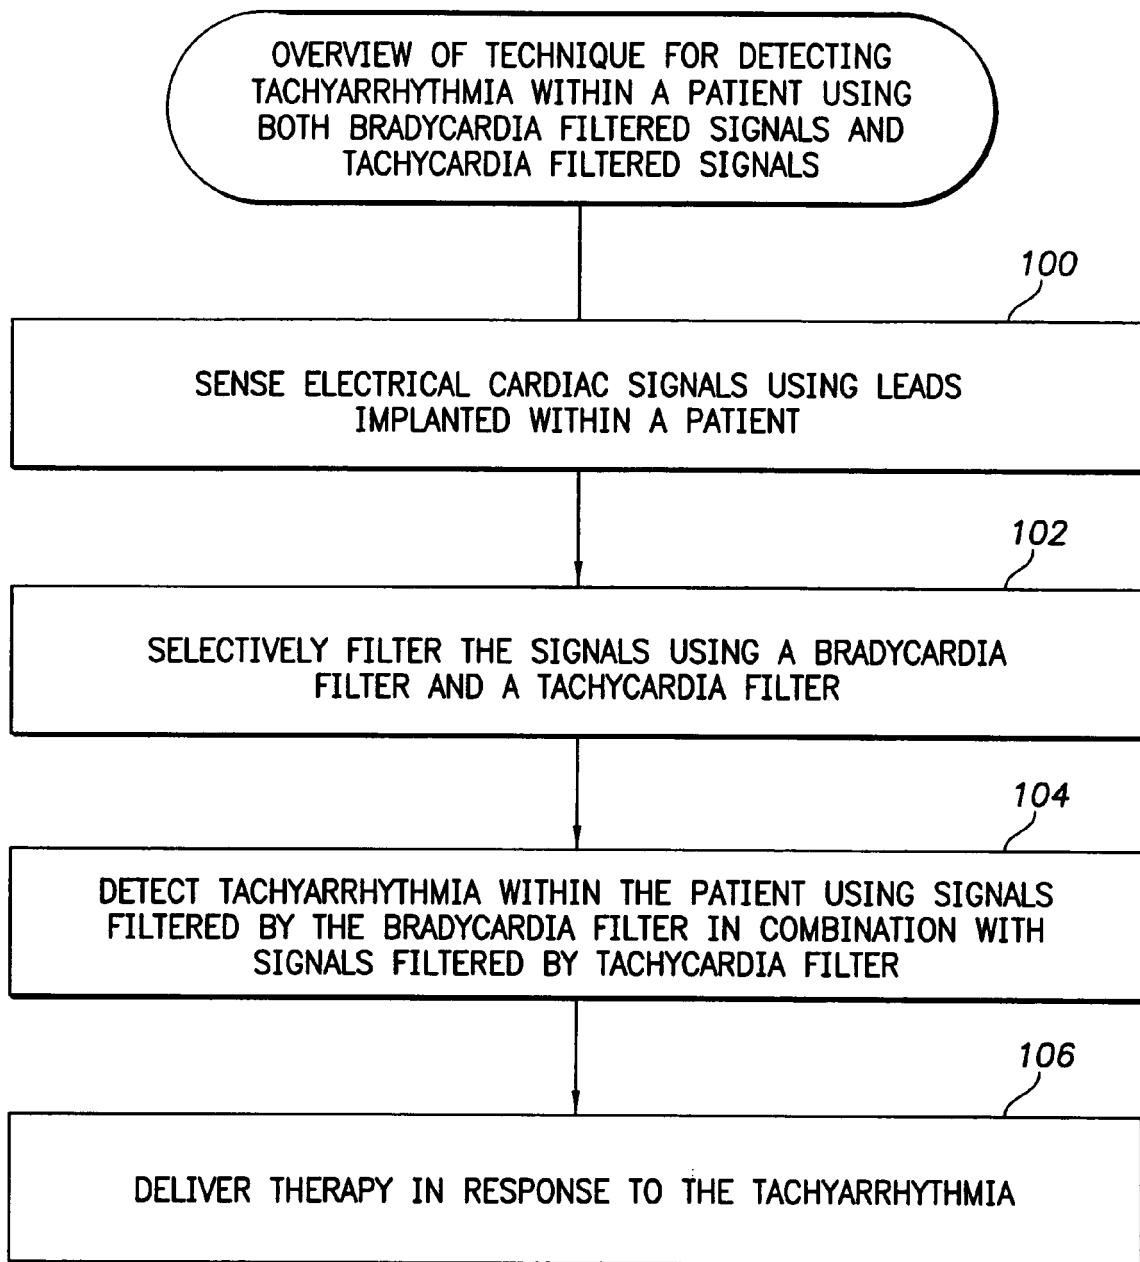 OVERVIEW OF TECHNIQUE FOR DETECTING
TACHYARRHYTHMIA WITHIN A PATIENT USING
BOTH BRADYCARDIA FILTERED SIGNALS AND
TACHYCARDIA FILTERED SIGNALS
100
SENSE ELECTRICAL CARDIAC SIGNALS USING LEADS
IMPLANTED WITHIN A PATIENT
102
SELECTIVELY FILTER THE SIGNALS USING A BRADYCARDIA
FILTER AND A TACHYCARDIA FILTER
104
DETECT TACHYARRHYTHMIA WITHIN THE PATIENT USING SIGNALS
FILTERED BY THE BRADYCARDIA FILTER IN COMBINATION WITH
SIGNALS FILTERED BY TACHYCARDIA FILTER
106
DELIVER THERAPY IN RESPONSE TO THE TACHYARRHYTHMIA